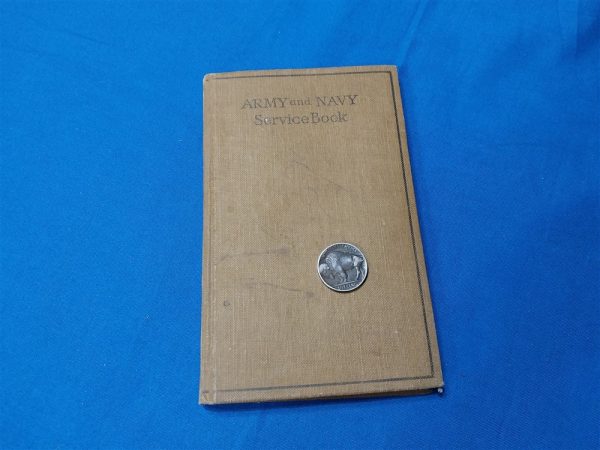 ARMY and NAVY
Service Book